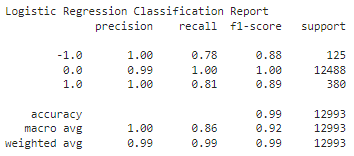 Logistic Regression Classification Report
precision recall f1-score support
-1.0 1.00 0.78 0.88 125
0.0 0.99 1.00 1.00 12488
1.0 1.00 0.81 0.89 380
accuracy 0.99 12993
macro avg 1.00 0.86 0.92 12993
weighted avg 0.99 0.99 0.99 12993